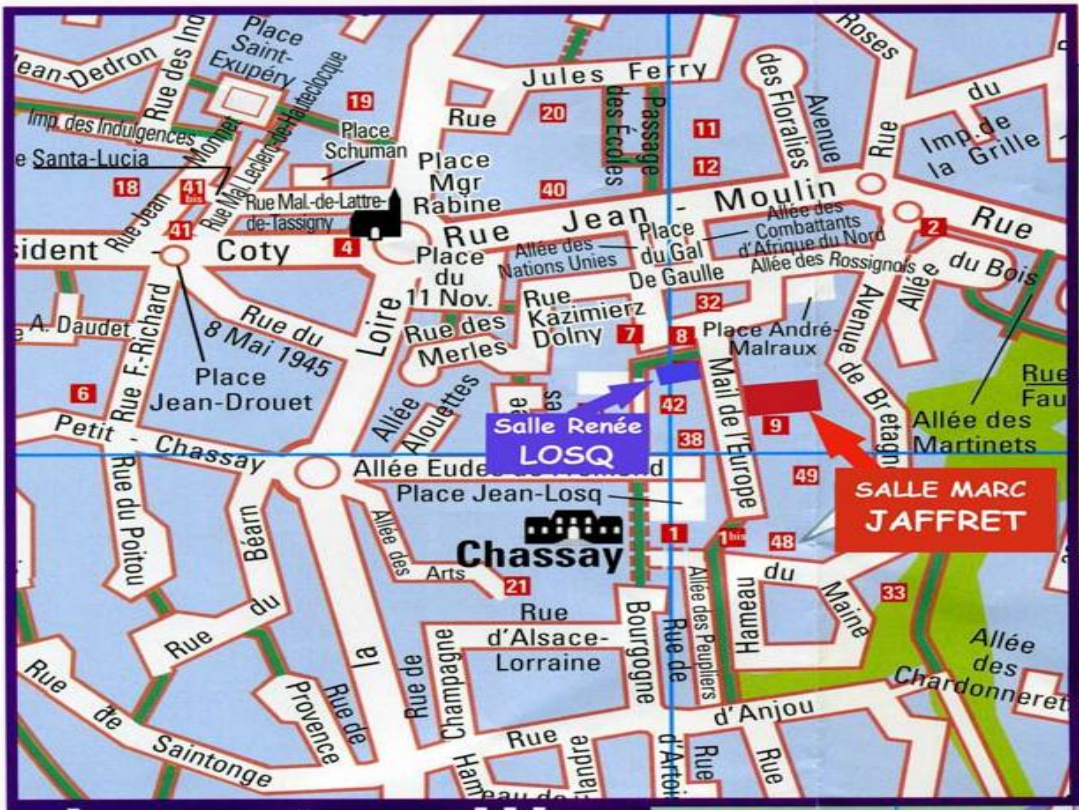 Jean-Dedron
Rue des Ind
Place
Saint-
Exupéry
Imp. des Indulgences
Rue Mal. Leclerc-de-Hauteclocque
19
Place
Schuman
e Santa-Lucia
18
41
bis
Rue Jean Monnet
41
Rue Mal.-de-Lattre-
de-Tassigny
sident Coty
4
Rue Jules Ferry
20
Passage
des Écoles
11
12
40
Place
Mgr
Rabine
Rue Jean - Moulin
Avenue
des Floralies
Roses
Rue du
Imp. de
la Grille
Allée des
Nations Unies
Place
du Gal
De Gaulle
Allée des
Combattants
d'Afrique du Nord
Allée des Rossignols
2
Rue
Allée du Bois
Place
du
11 Nov.
Rue
Kazimierz
Dolny
Rue des
Merles
7
8
32
Place André-
Malraux
Avenue de Bretagne
A. Daudet
Rue F.-Richard
Rue du
8 Mai 1945
Place
Jean-Drouet
6
Loire
Allée
Alouettes
Salle Renée
LOSQ
42
38
Mail de l'Europe
9
49
Allée des
Martinets
Rue
Fau
SALLE MARC
JAFFRET
Petit - Chassay
Rue du Poitou
Béarn
Rue du
Allée Eudes
Place Jean-Losq
Chassay
1
1 bis
48
Allée des
Arts
21
Rue
d'Alsace-
Lorraine
Bourgogne
Rue de
Allée des Peupliers
Hameau
du
Maine
33
Allée
des
Chardonneret
la
Rue de
Champagne
Rue
de
Saintonge
Provence
Rue de
Rue d'Anjou
Hameau de
d'Artoi
Rue
Rue